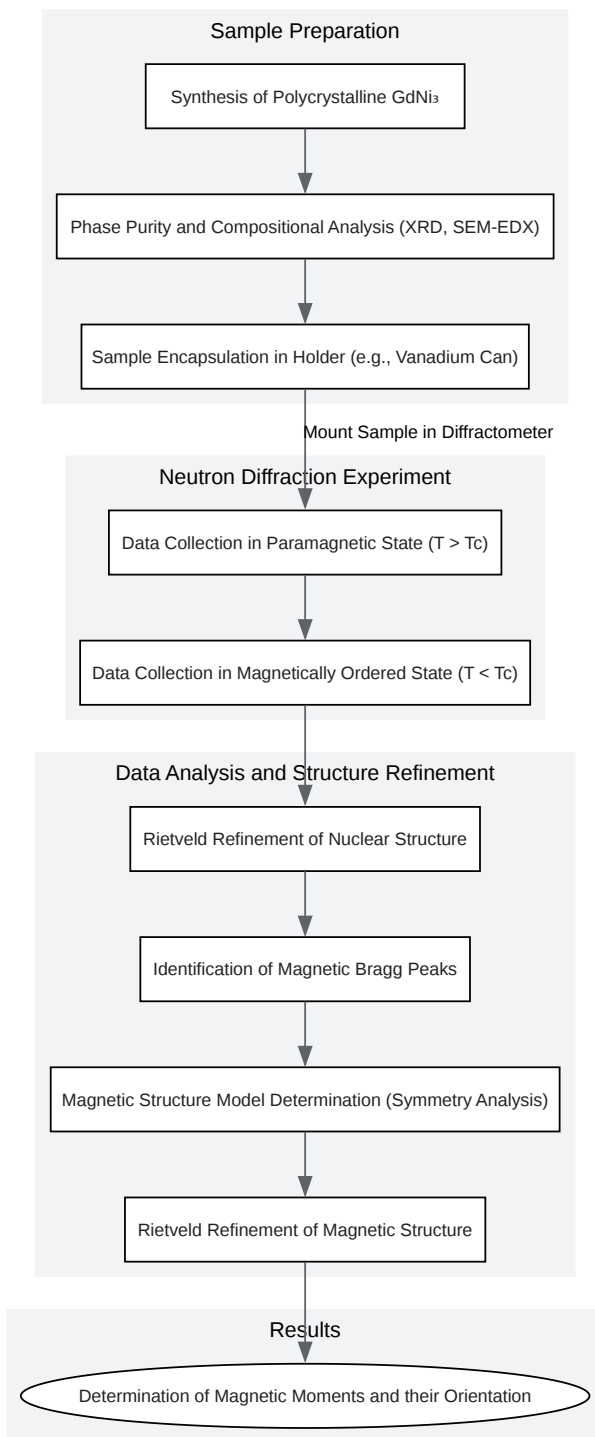 Sample Preparation
Synthesis of Polycrystalline GdNi₃
Phase Purity and Compositional Analysis (XRD, SEM-EDX)
Sample Encapsulation in Holder (e.g., Vanadium Can)
Mount Sample in Diffractometer
Neutron Diffraction Experiment
Data Collection in Paramagnetic State (T > Tc)
Data Collection in Magnetically Ordered State (T < Tc)
Data Analysis and Structure Refinement
Rietveld Refinement of Nuclear Structure
Identification of Magnetic Bragg Peaks
Magnetic Structure Model Determination (Symmetry Analysis)
Rietveld Refinement of Magnetic Structure
Results
Determination of Magnetic Moments and their Orientation